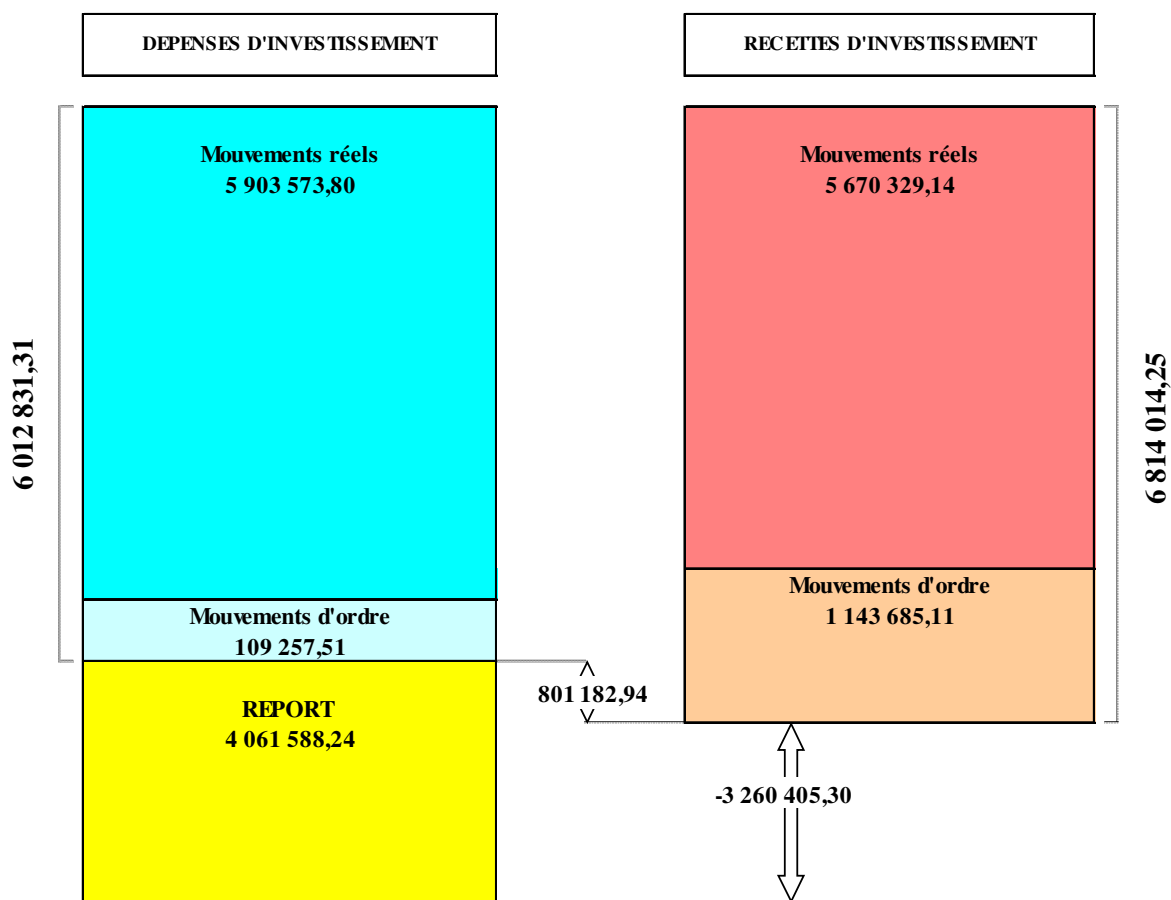 DEPENSES D'INVESTISSEMENT
RECETTES D'INVESTISSEMENT
Mouvements réels
5 903 573,80
Mouvements réels
5 670 329,14
6 012 831,31
6 814 014,25
Mouvements d'ordre
109 257,51
Mouvements d'ordre
1 143 685,11
801 182,94
REPORT
4 061 588,24
-3 260 405,30